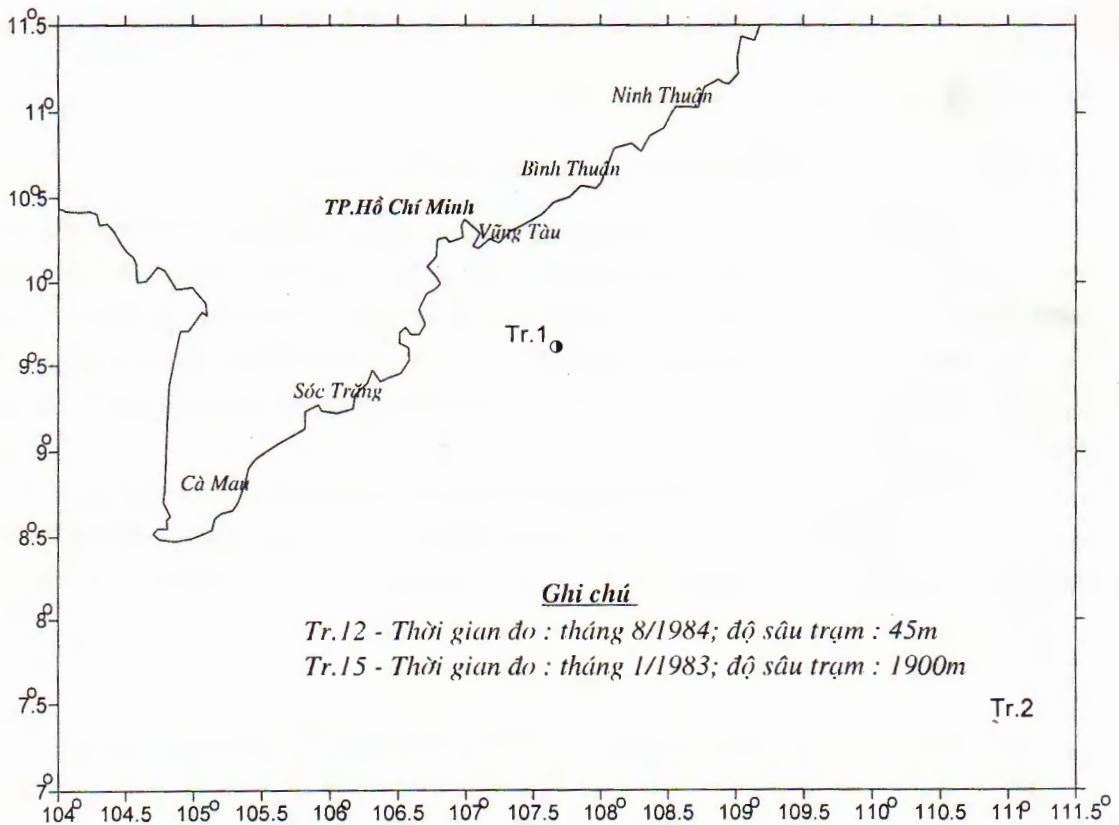 11.5°
Ninh Thuận
11°
Bình Thuận
10.5°
TP.Hồ Chí Minh
Vũng Tàu
10°
Tr.1
9.5°
Sóc Trăng
9°
Cà Mau
8.5°
Ghi chú
8°
Tr.12 - Thời gian đo : tháng 8/1984; độ sâu trạm : 45m
Tr.15 - Thời gian đo : tháng 1/1983; độ sâu trạm : 1900m
7.5°
Tr.2
7°
104° 104.5 105° 105.5 106° 106.5 107° 107.5 108° 108.5 109° 109.5 110° 110.5 111° 111.5°